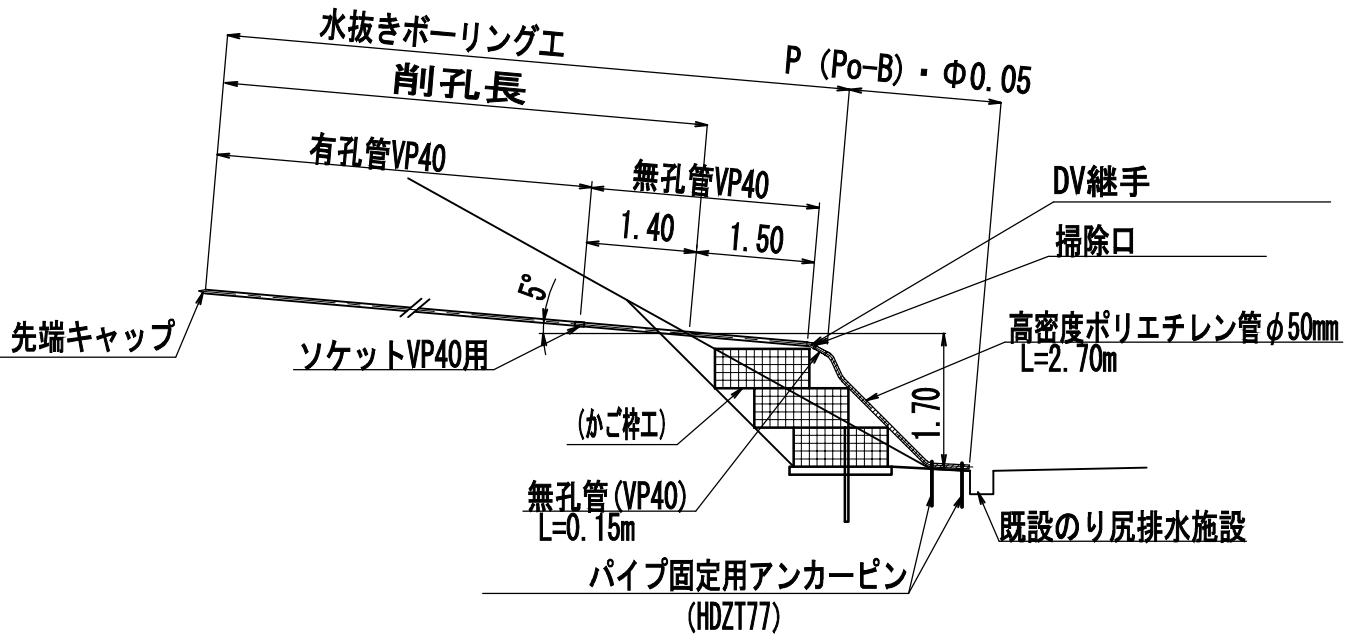 水抜きボーリング工
P (Po-B)・Φ0.05
削孔長
有孔管VP40
無孔管VP40
DV継手
1.40
1.50
掃除口
5°
先端キャップ
ソケットVP40用
高密度ポリエチレン管φ50mm
L=2.70m
1.70
(かご枠工)
無孔管(VP40)
L=0.15m
既設のり尻排水施設
パイプ固定用アンカーピン
(HDZT77)